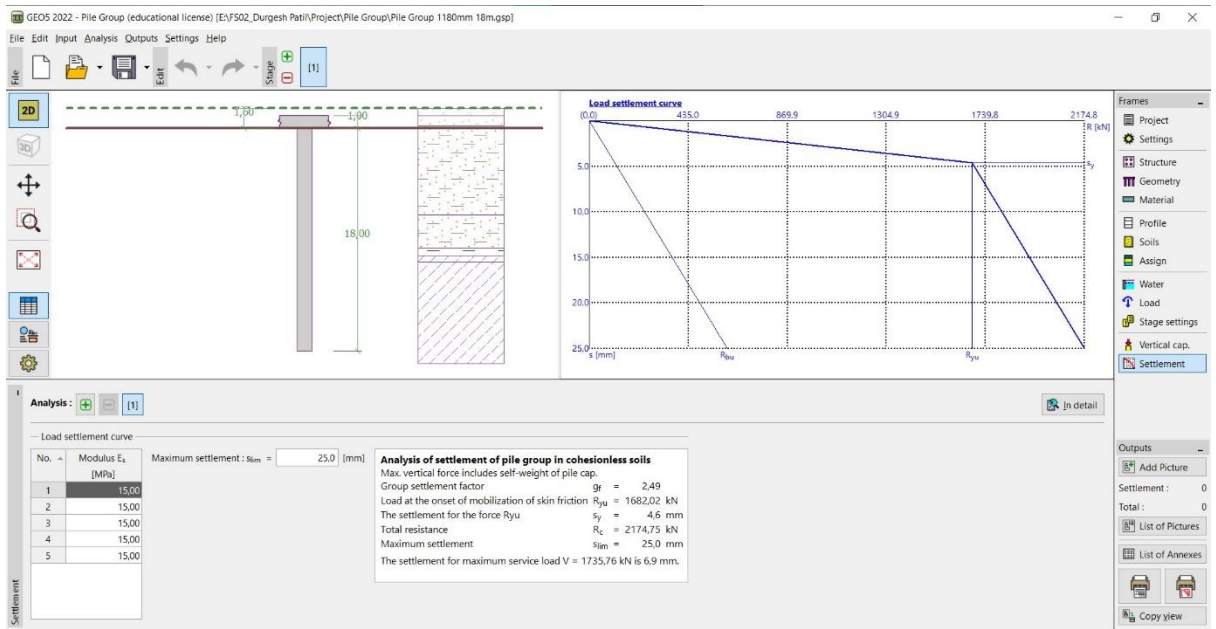 GEO5 2022 - Pile Group (educational license) [E:\FS02_Durgesh Patil\Project\Pile Group\Pile Group 1180mm 18m.gsp]
File Edit Input Analysis Outputs Settings Help
File
Edit
Stage
[1]
2D
3D
1,60
1,00
18,00
Load settlement curve
(0,0) 435,0 869,9 1304,9 1739,8 2174,8
R [kN]
sy
5,0
10,0
15,0
20,0
25,0
s [mm]
Rbu
Ryu
Frames
Project
Settings
Structure
Geometry
Material
Profile
Soils
Assign
Water
Load
Stage settings
Vertical cap.
Settlement
Analysis : [1]
In detail
Load settlement curve
No. Modulus Es
[MPa]
1 15,00
2 15,00
3 15,00
4 15,00
5 15,00
Maximum settlement : slim = 25,0 [mm]
Analysis of settlement of pile group in cohesionless soils
Max. vertical force includes self-weight of pile cap.
Group settlement factor gf = 2,49
Load at the onset of mobilization of skin friction Ryu = 1682,02 kN
The settlement for the force Ryu sy = 4,6 mm
Total resistance Rc = 2174,75 kN
Maximum settlement slim = 25,0 mm
The settlement for maximum service load V = 1735,76 kN is 6,9 mm.
Settlement
Outputs
Add Picture
Settlement : 0
Total : 0
List of Pictures
List of Annexes
Copy view